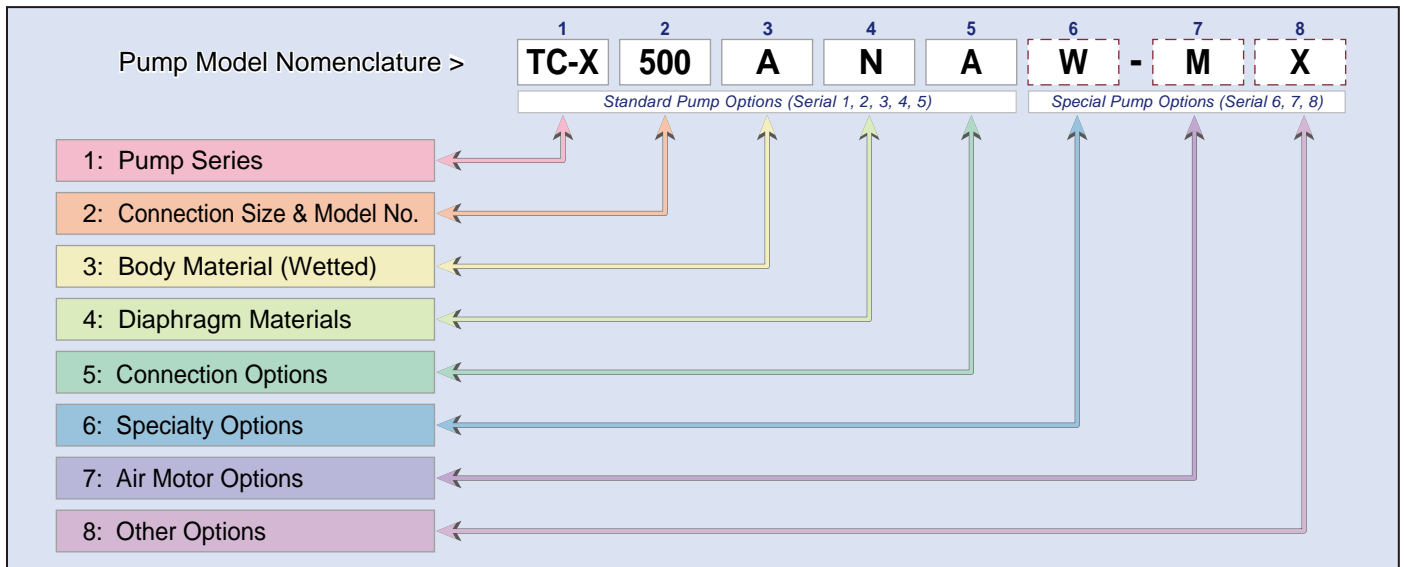 1 2 3 4 5 6 7 8
Pump Model Nomenclature > TC-X 500 A N A W - M X
Standard Pump Options (Serial 1, 2, 3, 4, 5) Special Pump Options (Serial 6, 7, 8)
1: Pump Series
2: Connection Size & Model No.
3: Body Material (Wetted)
4: Diaphragm Materials
5: Connection Options
6: Specialty Options
7: Air Motor Options
8: Other Options